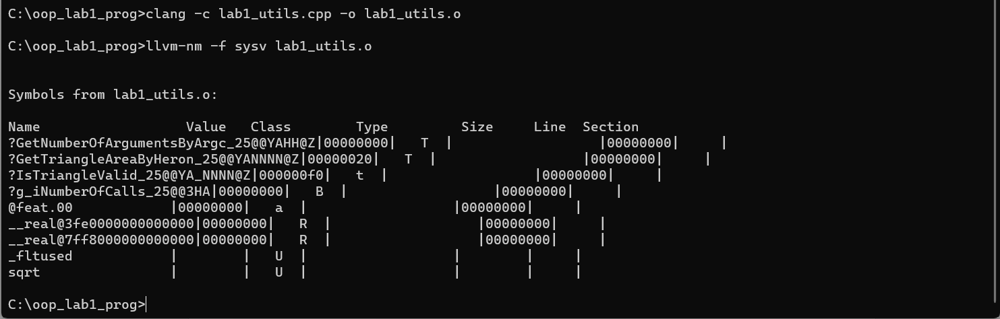 C:\oop_lab1_prog>clang -c lab1_utils.cpp -o lab1_utils.o
C:\oop_lab1_prog>llvm-nm -f sysv lab1_utils.o
Symbols from lab1_utils.o:
Name                  Value   Class        Type         Size     Line  Section
?GetNumberOfArgumentsByArgc_25@@YAHH@Z|00000000|   T  |                  |00000000|     |
?GetTriangleAreaByHeron_25@@YANNNN@Z|00000020|   T  |                  |00000000|     |
?IsTriangleValid_25@@YA_NNNN@Z|000000f0|   t  |                  |00000000|     |
?g_iNumberOfCalls_25@@3HA|00000000|   B  |                  |00000000|     |
@feat.00            |00000000|   a  |                  |00000000|     |
__real@3fe0000000000000|00000000|   R  |                  |00000000|     |
__real@7ff8000000000000|00000000|   R  |                  |00000000|     |
_fltused            |        |   U  |                  |        |     |
sqrt                |        |   U  |                  |        |     |
C:\oop_lab1_prog>